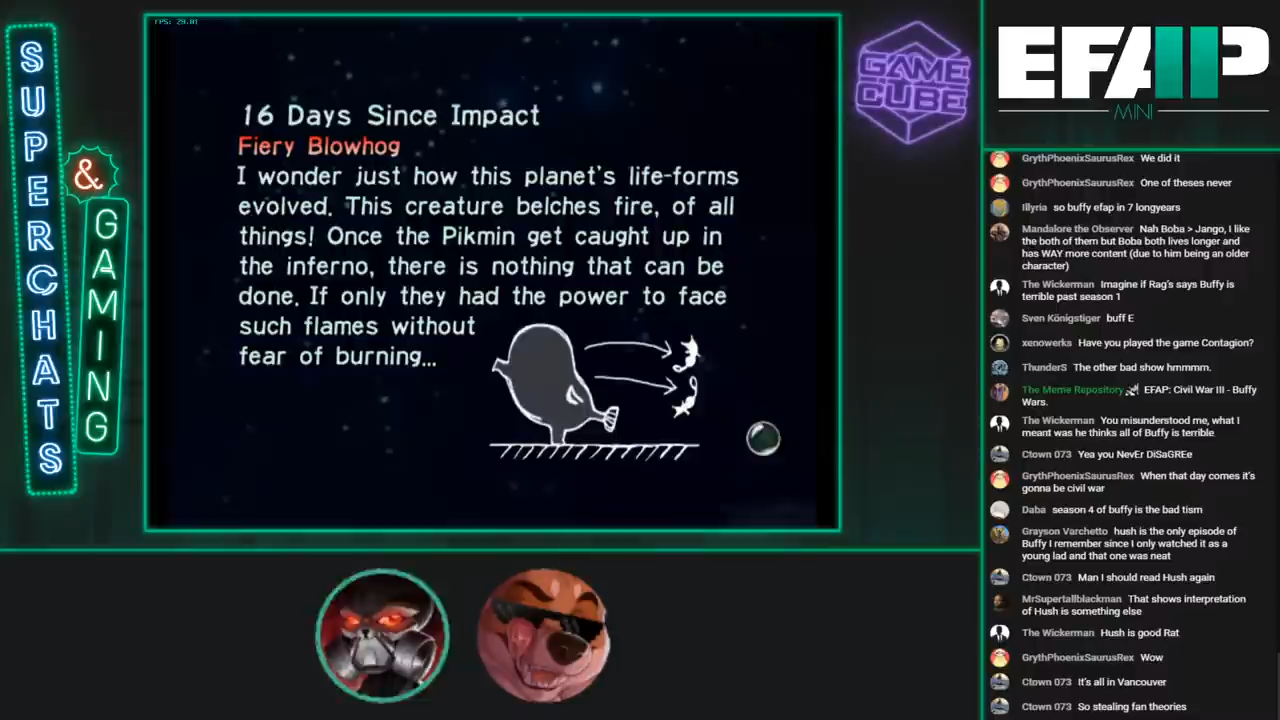 FPS: 29.01
SUPERCHATS
&
GAMING
16 Days Since Impact
Fiery Blowhog
I wonder just how this planet's life-forms
evolved. This creature belches fire, of all
things! Once the Pikmin get caught up in
the inferno, there is nothing that can be
done. If only they had the power to face
such flames without
fear of burning...
GAME
CUBE
EFAP
MINI
GrythPhoenixSaurusRex We did it
GrythPhoenixSaurusRex One of theses never
Illyria so buffy efap in 7 longyears
Mandalore the Observer Nah Boba > Jango, I like
the both of them but Boba both lives longer and
has WAY more content (due to him being an older
character)
The Wickerman Imagine if Rag's says Buffy is
terrible past season 1
Sven Königstiger buff E
xenowerks Have you played the game Contagion?
ThunderS The other bad show hmmmm.
The Meme Repository EFAP: Civil War III - Buffy
Wars.
The Wickerman You misunderstood me, what I
meant was he thinks all of Buffy is terrible
Ctown 073 Yea you NevEr DiSaGREe
GrythPhoenixSaurusRex When that day comes it's
gonna be civil war
Daba season 4 of buffy is the bad tism
Grayson Varchetto hush is the only episode of
Buffy I remember since I only watched it as a
young lad and that one was neat
Ctown 073 Man I should read Hush again
MrSupertallblackman That shows interpretation
of Hush is something else
The Wickerman Hush is good Rat
GrythPhoenixSaurusRex Wow
Ctown 073 It's all in Vancouver
Ctown 073 So stealing fan theories